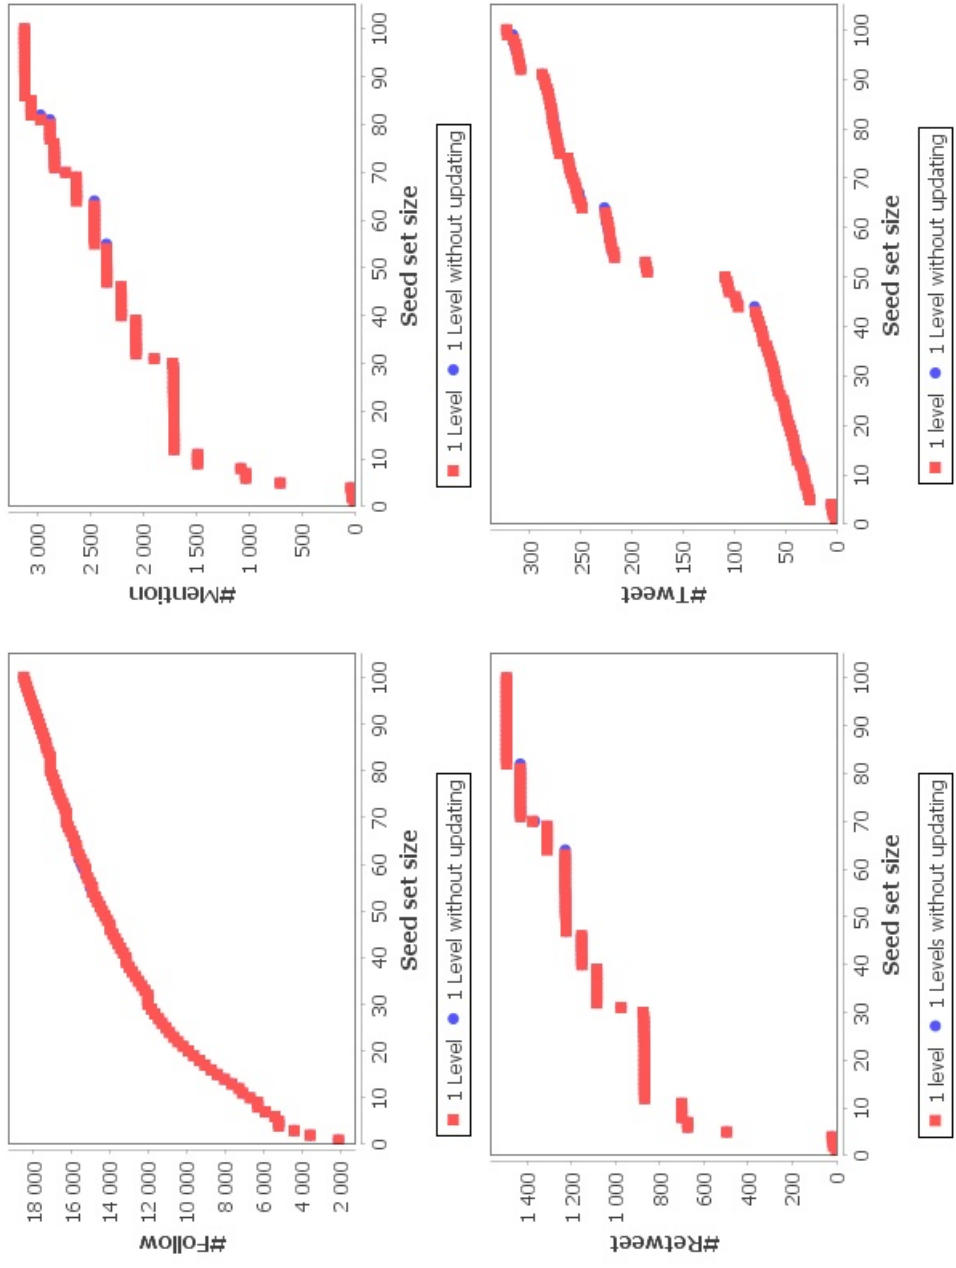 #Follow
18 000
16 000
14 000
12 000
10 000
8 000
6 000
4 000
2 000
0 10 20 30 40 50 60 70 80 90 100
Seed set size
1 Level 1 Level without updating
#Mention
3 000
2 500
2 000
1 500
1 000
500
0
0 10 20 30 40 50 60 70 80 90 100
Seed set size
1 Level 1 Level without updating
#Retweet
1 400
1 200
1 000
800
600
400
200
0
0 10 20 30 40 50 60 70 80 90 100
Seed set size
1 level 1 Levels without updating
#Tweet
300
250
200
150
100
50
0
0 10 20 30 40 50 60 70 80 90 100
Seed set size
1 level 1 Level without updating